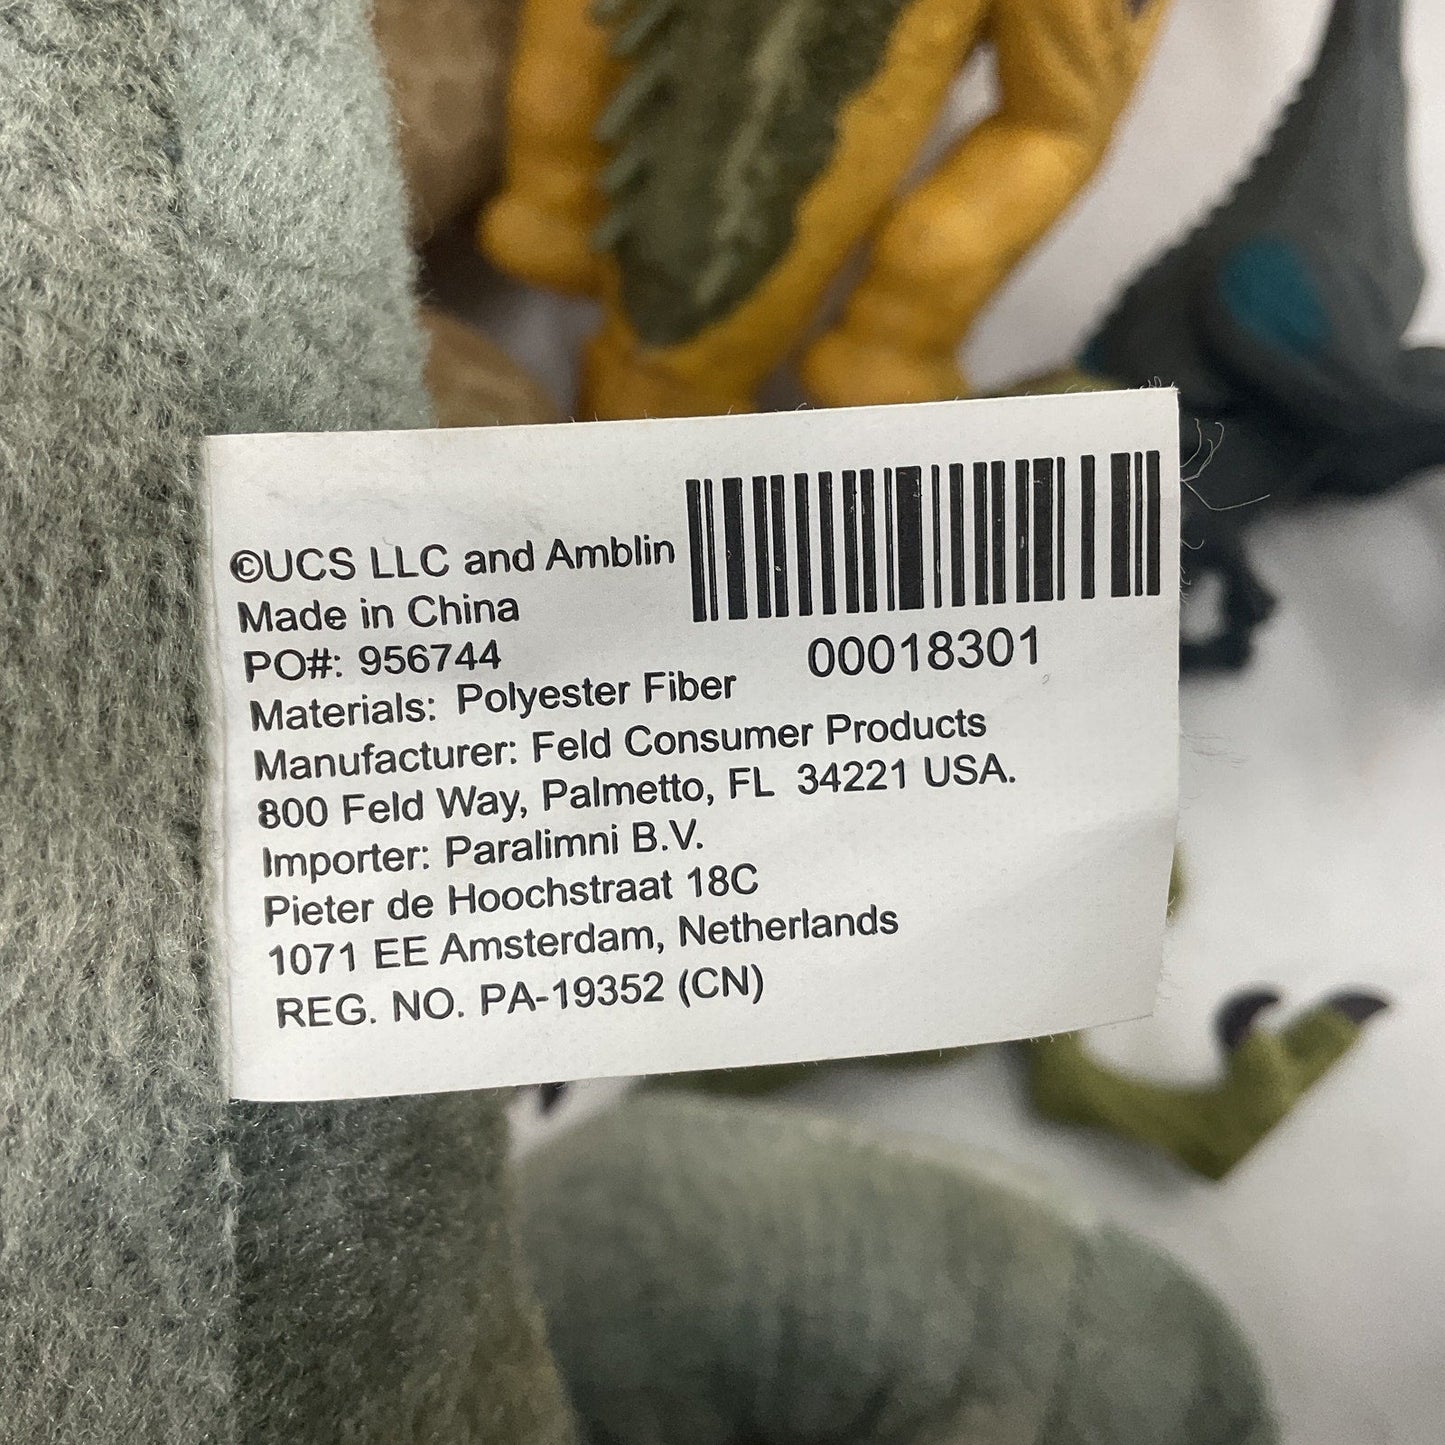 ©UCS LLC and Amblin
Made in China
PO#: 956744
00018301
Materials: Polyester Fiber
Manufacturer: Feld Consumer Products
800 Feld Way, Palmetto, FL 34221 USA.
Importer: Paralimni B.V.
Pieter de Hoochstraat 18C
1071 EE Amsterdam, Netherlands
REG. NO. PA-19352 (CN)